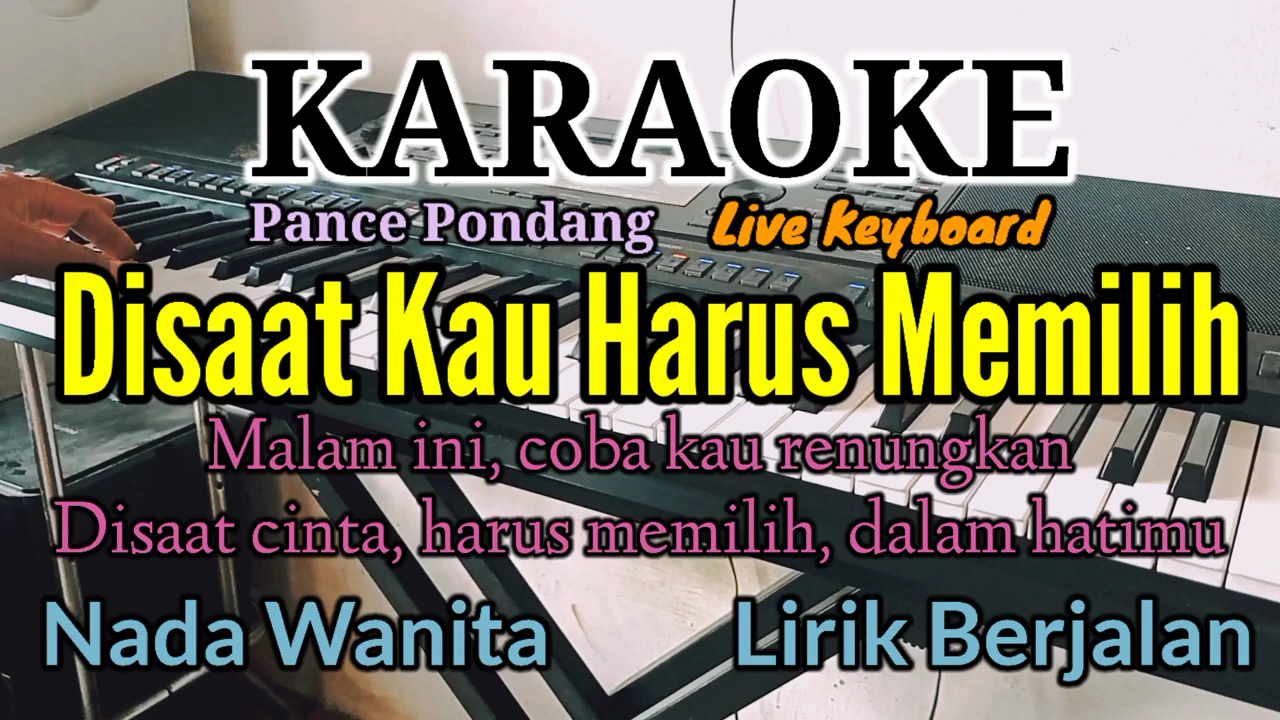 KARAOKE
Pance Pondang Live Keyboard
Disaat Kau Harus Memilih
Malam ini, coba kau renungkan
Disaat cinta, harus memilih, dalam hatimu
Nada Wanita Lirik Berjalan